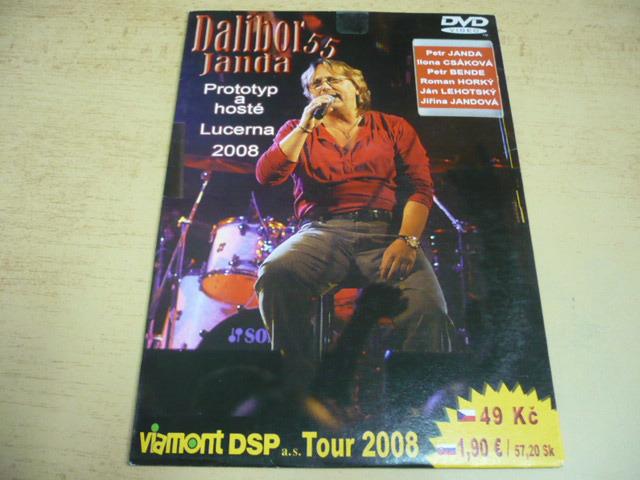 Dalibor 55
Janda
Prototyp
a
hosté
Lucerna
2008
DVD
VIDEO
Petr JANDA
Ilona CSÁKOVÁ
Petr BENDE
Roman HORKÝ
Ján LEHOTSKÝ
Jiřina JANDOVÁ
SO
49 Kč
1,90 € / 57,20 Sk
viamont DSP a.s. Tour 2008